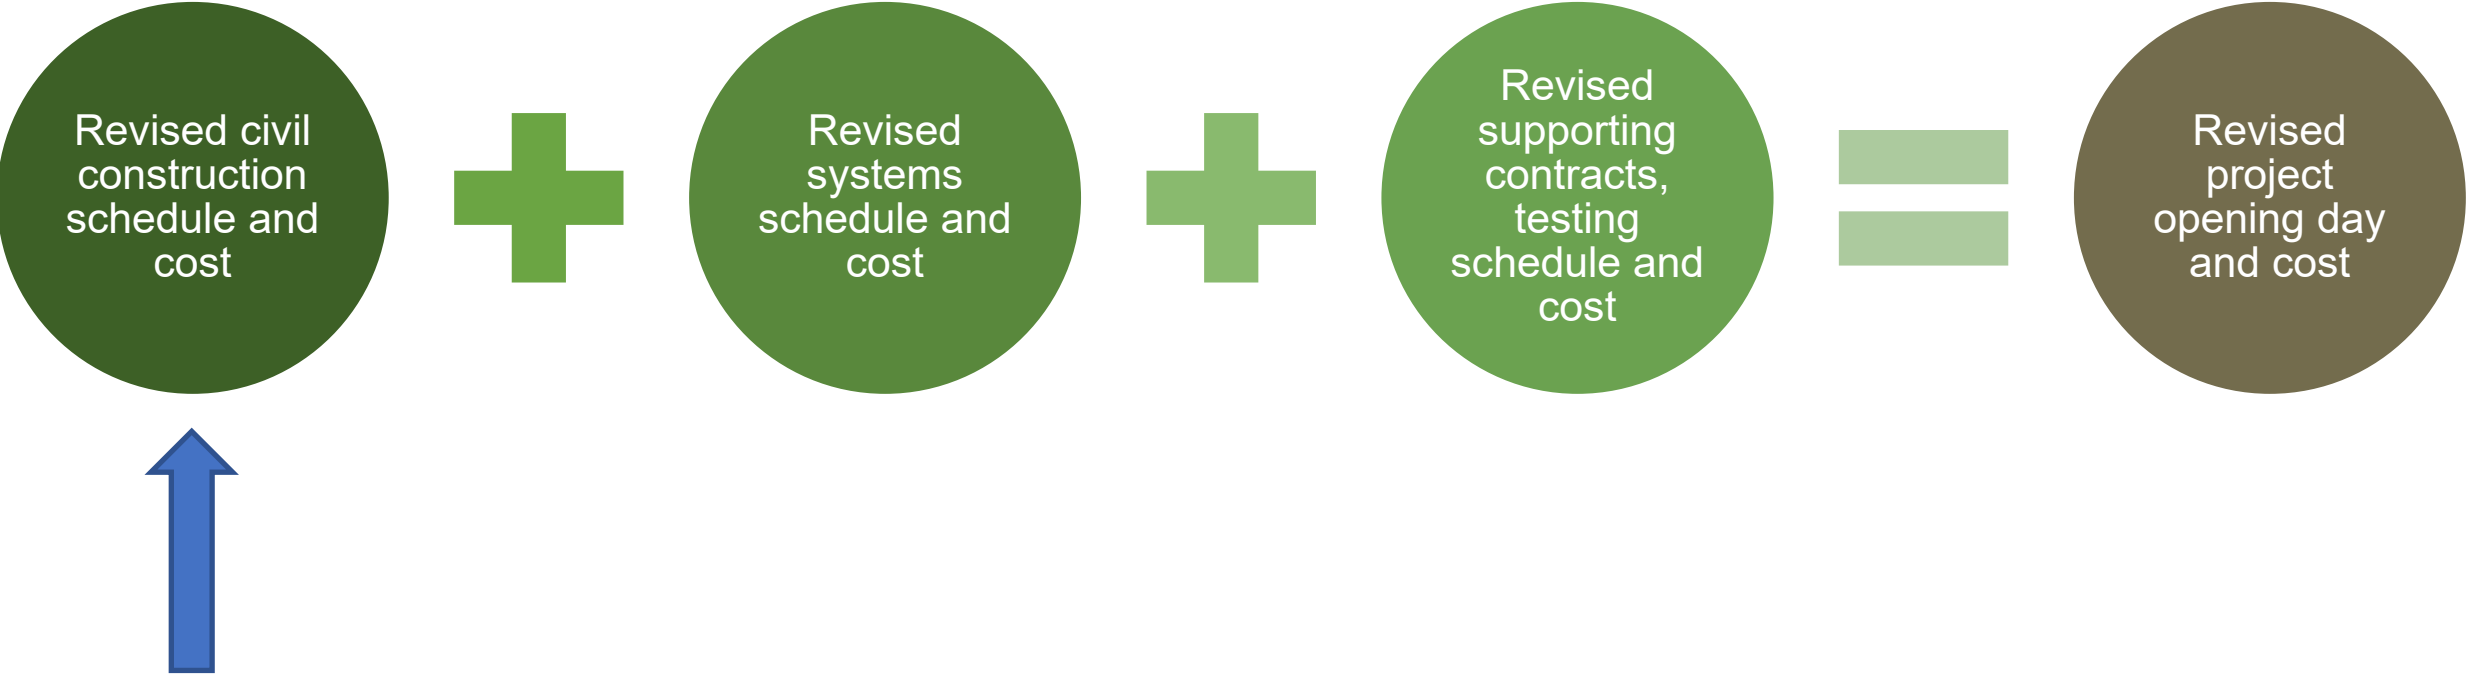 Revised civil
construction
schedule and
cost
Revised
systems
schedule and
cost
Revised
supporting
contracts,
testing
schedule and
cost
Revised
project
opening day
and cost